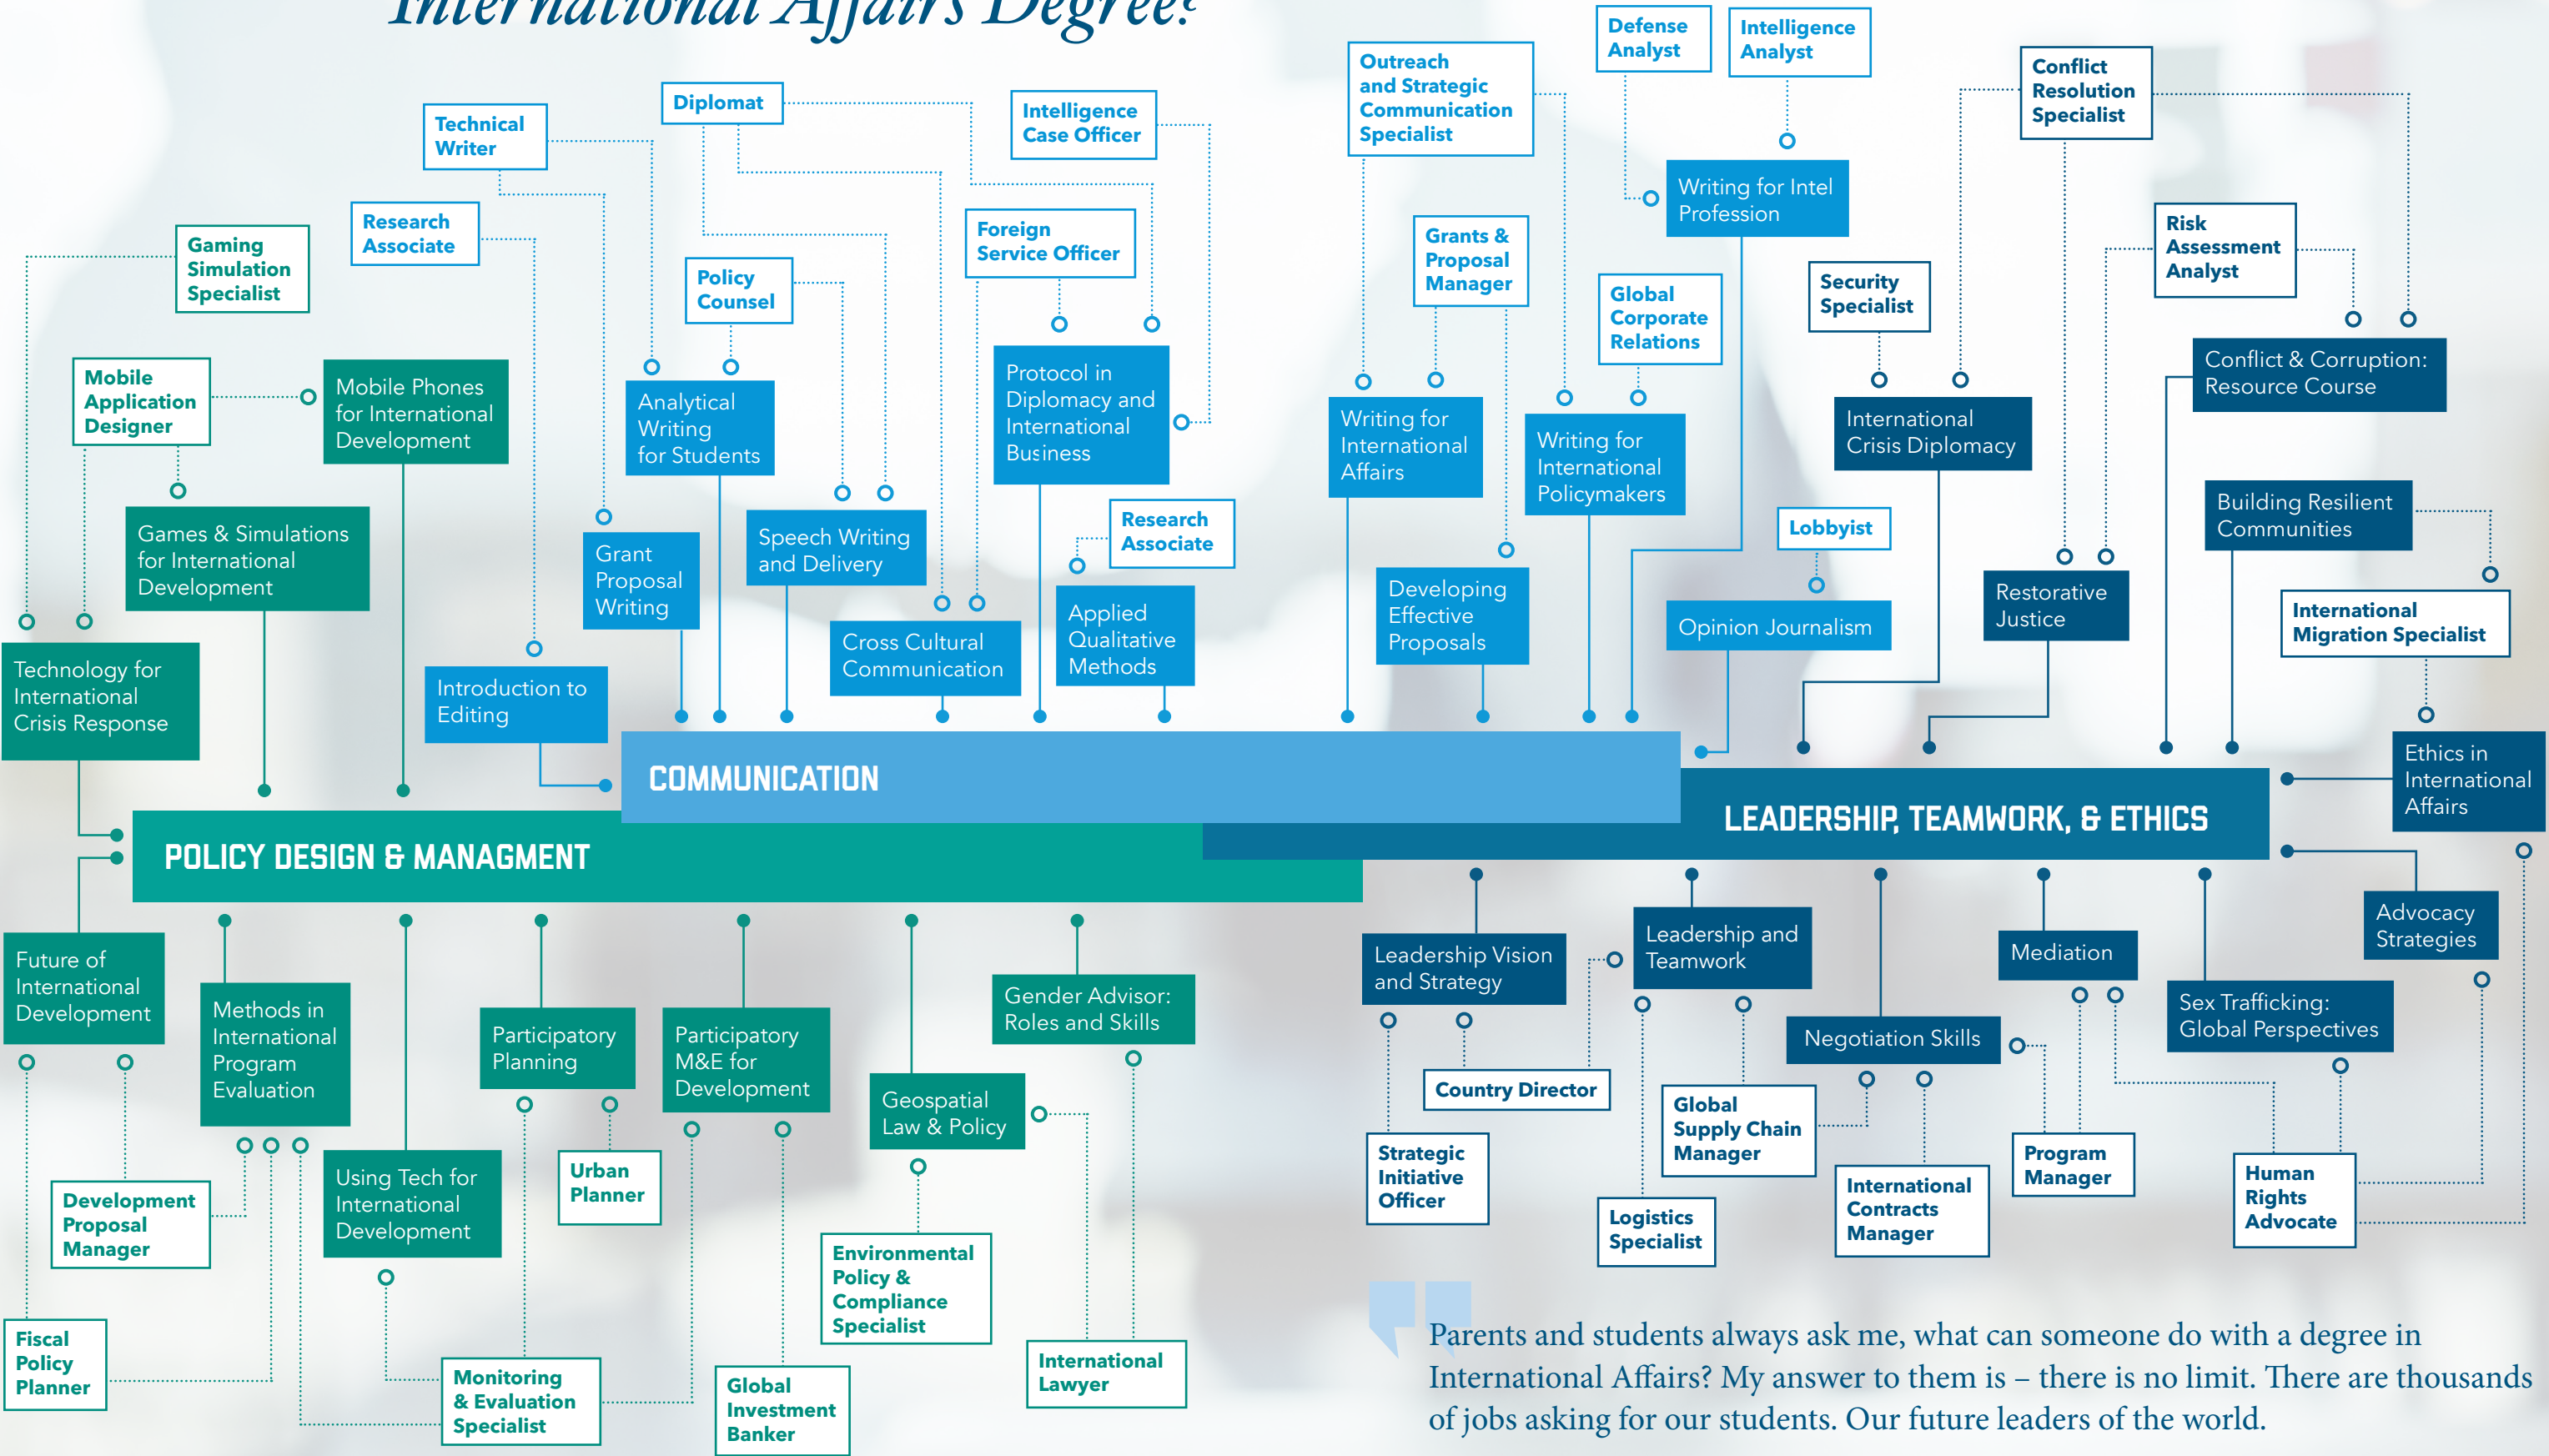 International Affairs Degree?
Defense
Analyst
Intelligence
Analyst
Outreach
and Strategic
Communication
Specialist
Conflict
Resolution
Specialist
Diplomat
Intelligence
Case Officer
Technical
Writer
Writing for Intel
Profession
Research
Associate
Foreign
Service Officer
Grants &
Proposal
Manager
Risk
Assessment
Analyst
Gaming
Simulation
Specialist
Policy
Counsel
Global
Corporate
Relations
Security
Specialist
Mobile
Application
Designer
Mobile Phones
for International
Development
Analytical
Writing
for Students
Protocol in
Diplomacy and
International
Business
Writing for
International
Affairs
Writing for
International
Policymakers
International
Crisis Diplomacy
Conflict & Corruption:
Resource Course
Games & Simulations
for International
Development
Grant
Proposal
Writing
Speech Writing
and Delivery
Research
Associate
Lobbyist
Building Resilient
Communities
Technology for
International
Crisis Response
Introduction to
Editing
Cross Cultural
Communication
Applied
Qualitative
Methods
Developing
Effective
Proposals
Opinion Journalism
Restorative
Justice
International
Migration Specialist
Ethics in
International
Affairs
COMMUNICATION
LEADERSHIP, TEAMWORK, & ETHICS
POLICY DESIGN & MANAGMENT
Future of
International
Development
Methods in
International
Program
Evaluation
Participatory
Planning
Participatory
M&E for
Development
Gender Advisor:
Roles and Skills
Geospatial
Law & Policy
Leadership Vision
and Strategy
Leadership and
Teamwork
Negotiation Skills
Mediation
Sex Trafficking:
Global Perspectives
Advocacy
Strategies
Development
Proposal
Manager
Using Tech for
International
Development
Urban
Planner
Country Director
Strategic
Initiative
Officer
Global
Supply Chain
Manager
Logistics
Specialist
International
Contracts
Manager
Program
Manager
Human
Rights
Advocate
Fiscal
Policy
Planner
Monitoring
& Evaluation
Specialist
Global
Investment
Banker
Environmental
Policy &
Compliance
Specialist
International
Lawyer
Parents and students always ask me, what can someone do with a degree in
International Affairs? My answer to them is – there is no limit. There are thousands
of jobs asking for our students. Our future leaders of the world.